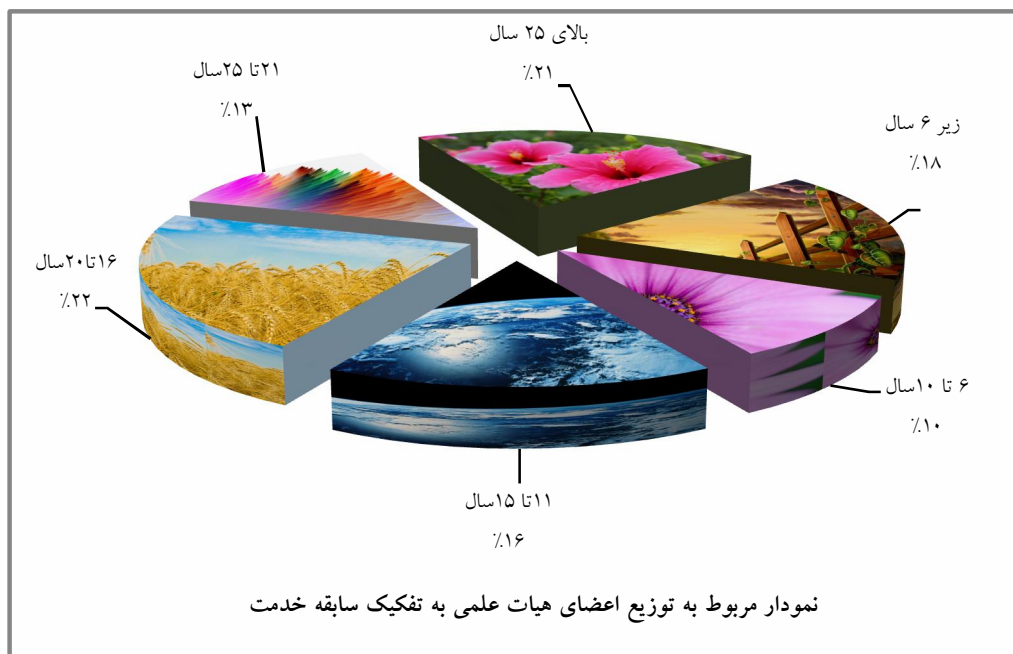 بالای ۲۵ سال
٪۲۱
زیر ۶ سال
٪۱۸
۶ تا ۱۰سال
٪۱۰
۱۱تا ۱۵سال
٪۱۶
۱۶تا۲۰سال
٪۲۲
۲۱تا ۲۵سال
٪۱۳
نمودار مربوط به توزیع اعضای هیات علمی به تفکیک سابقه خدمت